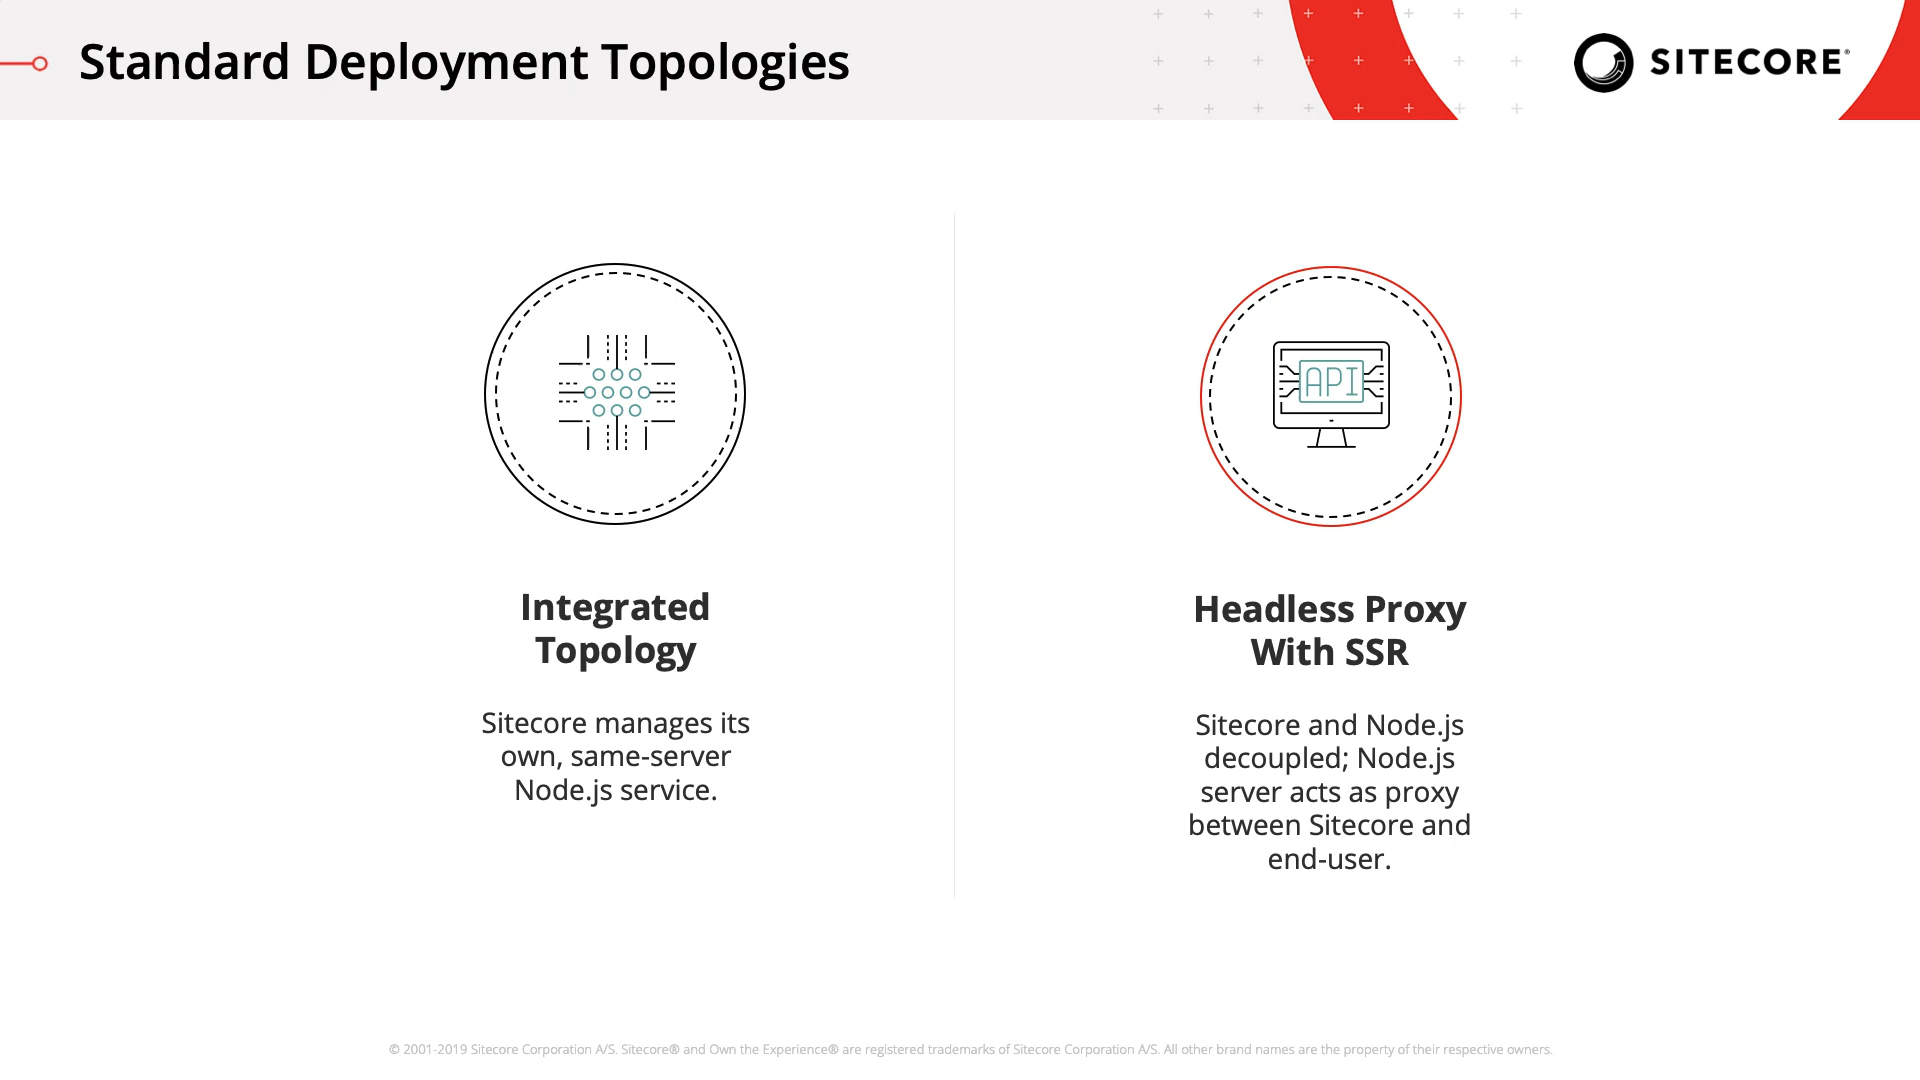 Standard Deployment Topologies
SITECORE®
API
Integrated
Topology
Sitecore manages its
own, same-server
Node.js service.
Headless Proxy
With SSR
Sitecore and Node.js
decoupled; Node.js
server acts as proxy
between Sitecore and
end-user.
© 2001-2019 Sitecore Corporation A/S. Sitecore® and Own the Experience® are registered trademarks of Sitecore Corporation A/S. All other brand names are the property of their respective owners.